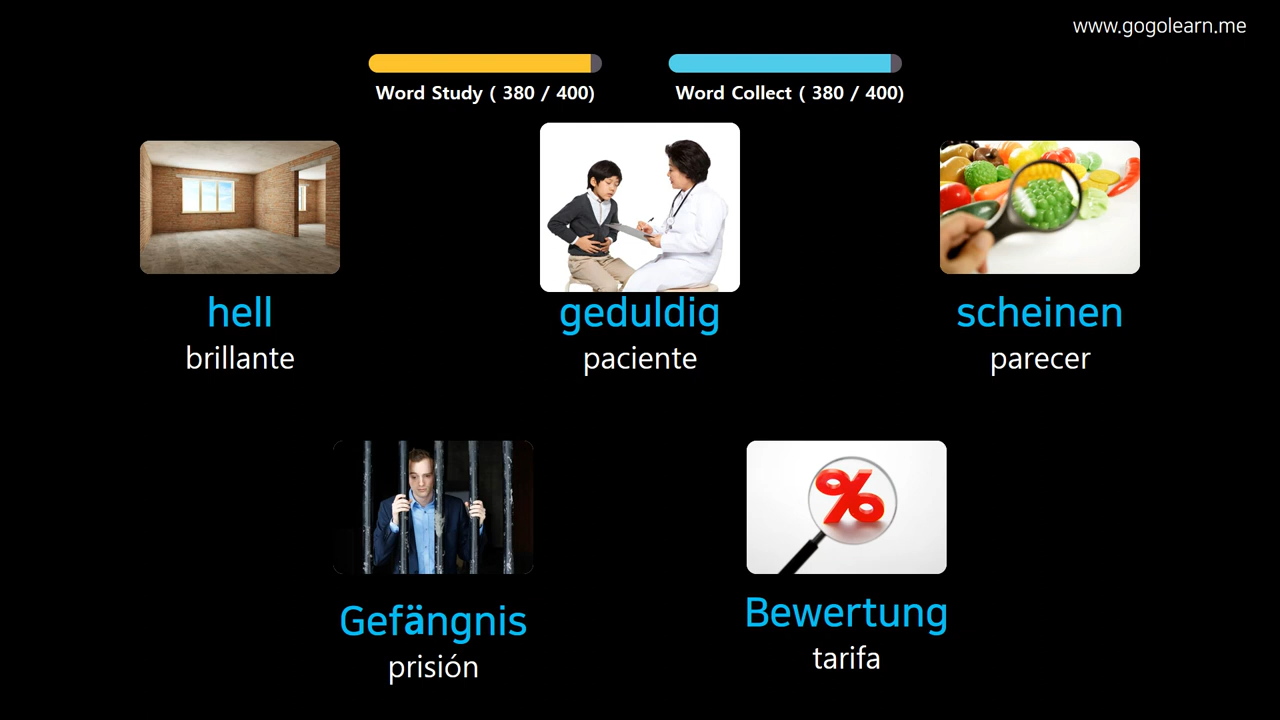 www.gogolearn.me
Word Study ( 380 / 400)
Word Collect ( 380 / 400)
hell
brillante
geduldig
paciente
scheinen
parecer
%
Gefängnis
prisión
Bewertung
tarifa